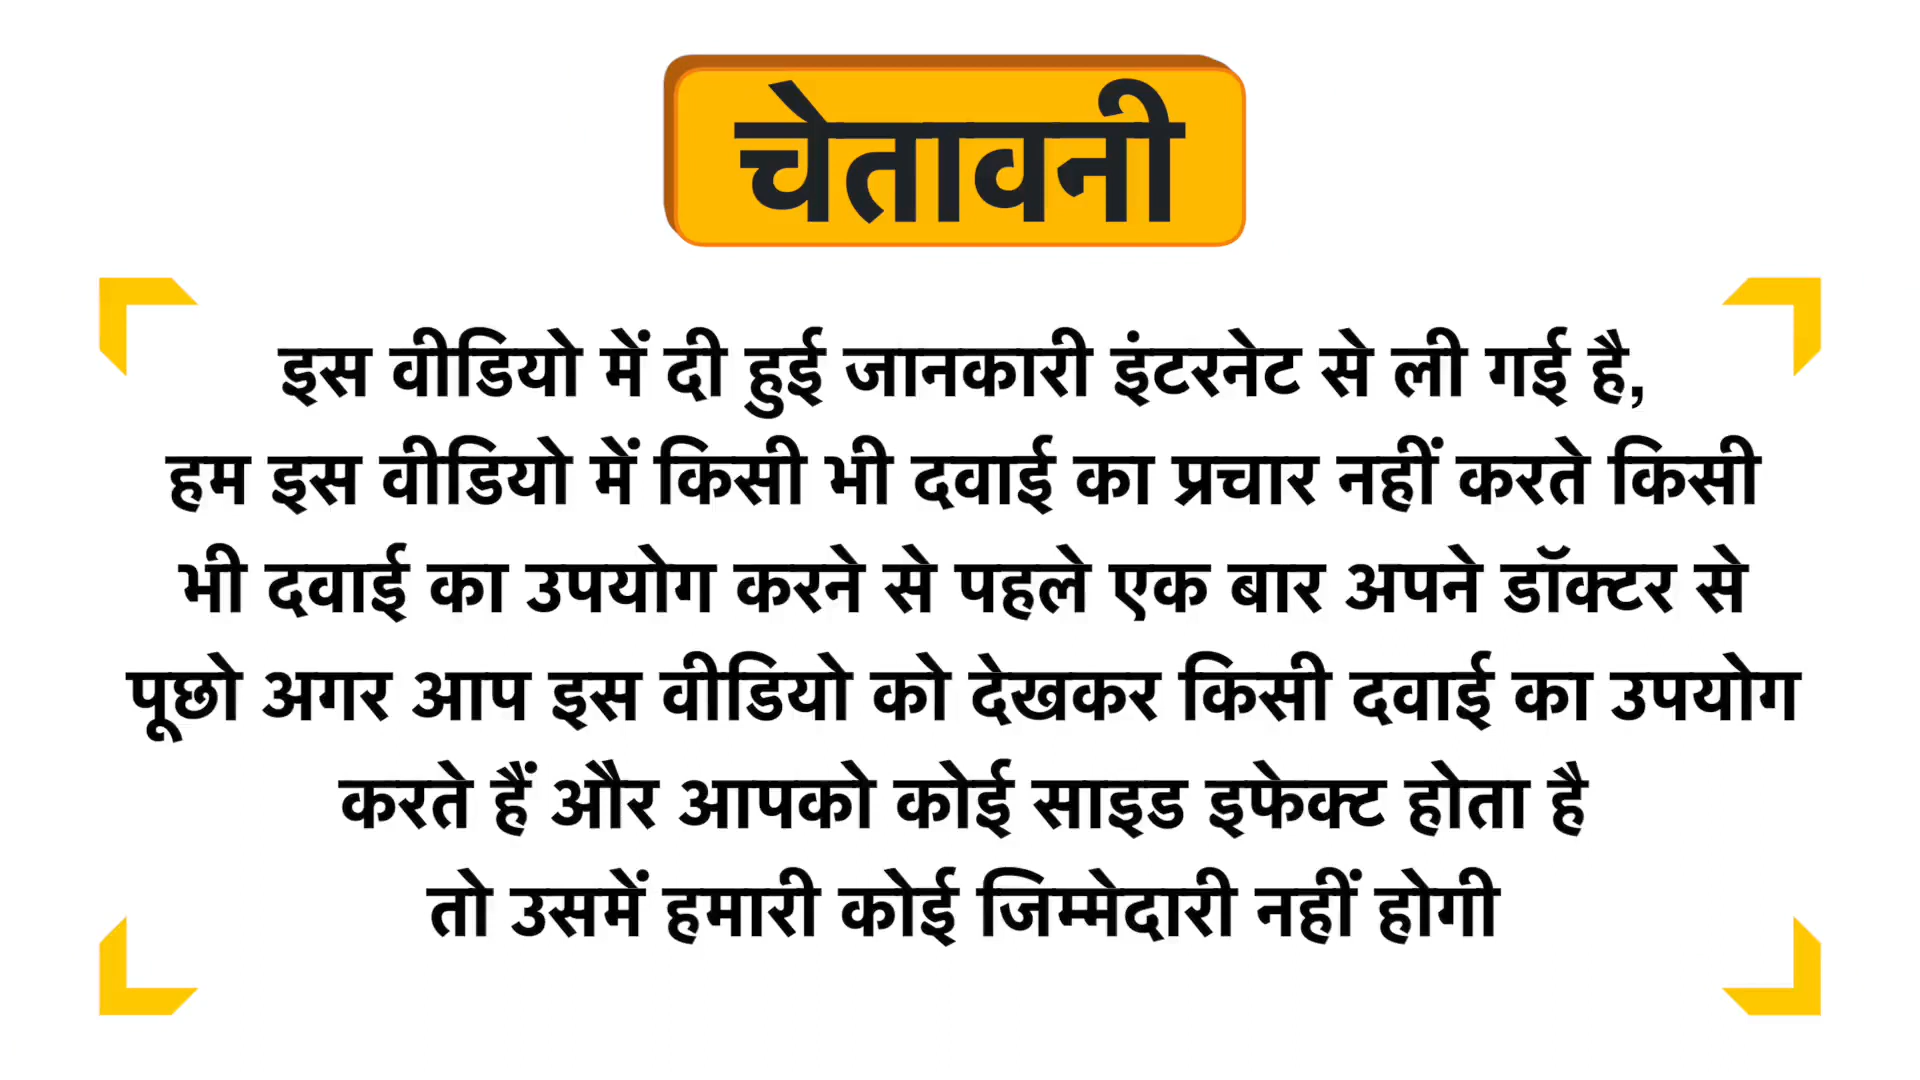 चेतावनी
इस वीडियो में दी हुई जानकारी इंटरनेट से ली गई है,
हम इस वीडियो में किसी भी दवाई का प्रचार नहीं करते किसी
भी दवाई का उपयोग करने से पहले एक बार अपने डॉक्टर से
पूछो अगर आप इस वीडियो को देखकर किसी दवाई का उपयोग
करते हैं और आपको कोई साइड इफेक्ट होता है
तो उसमें हमारी कोई जिम्मेदारी नहीं होगी